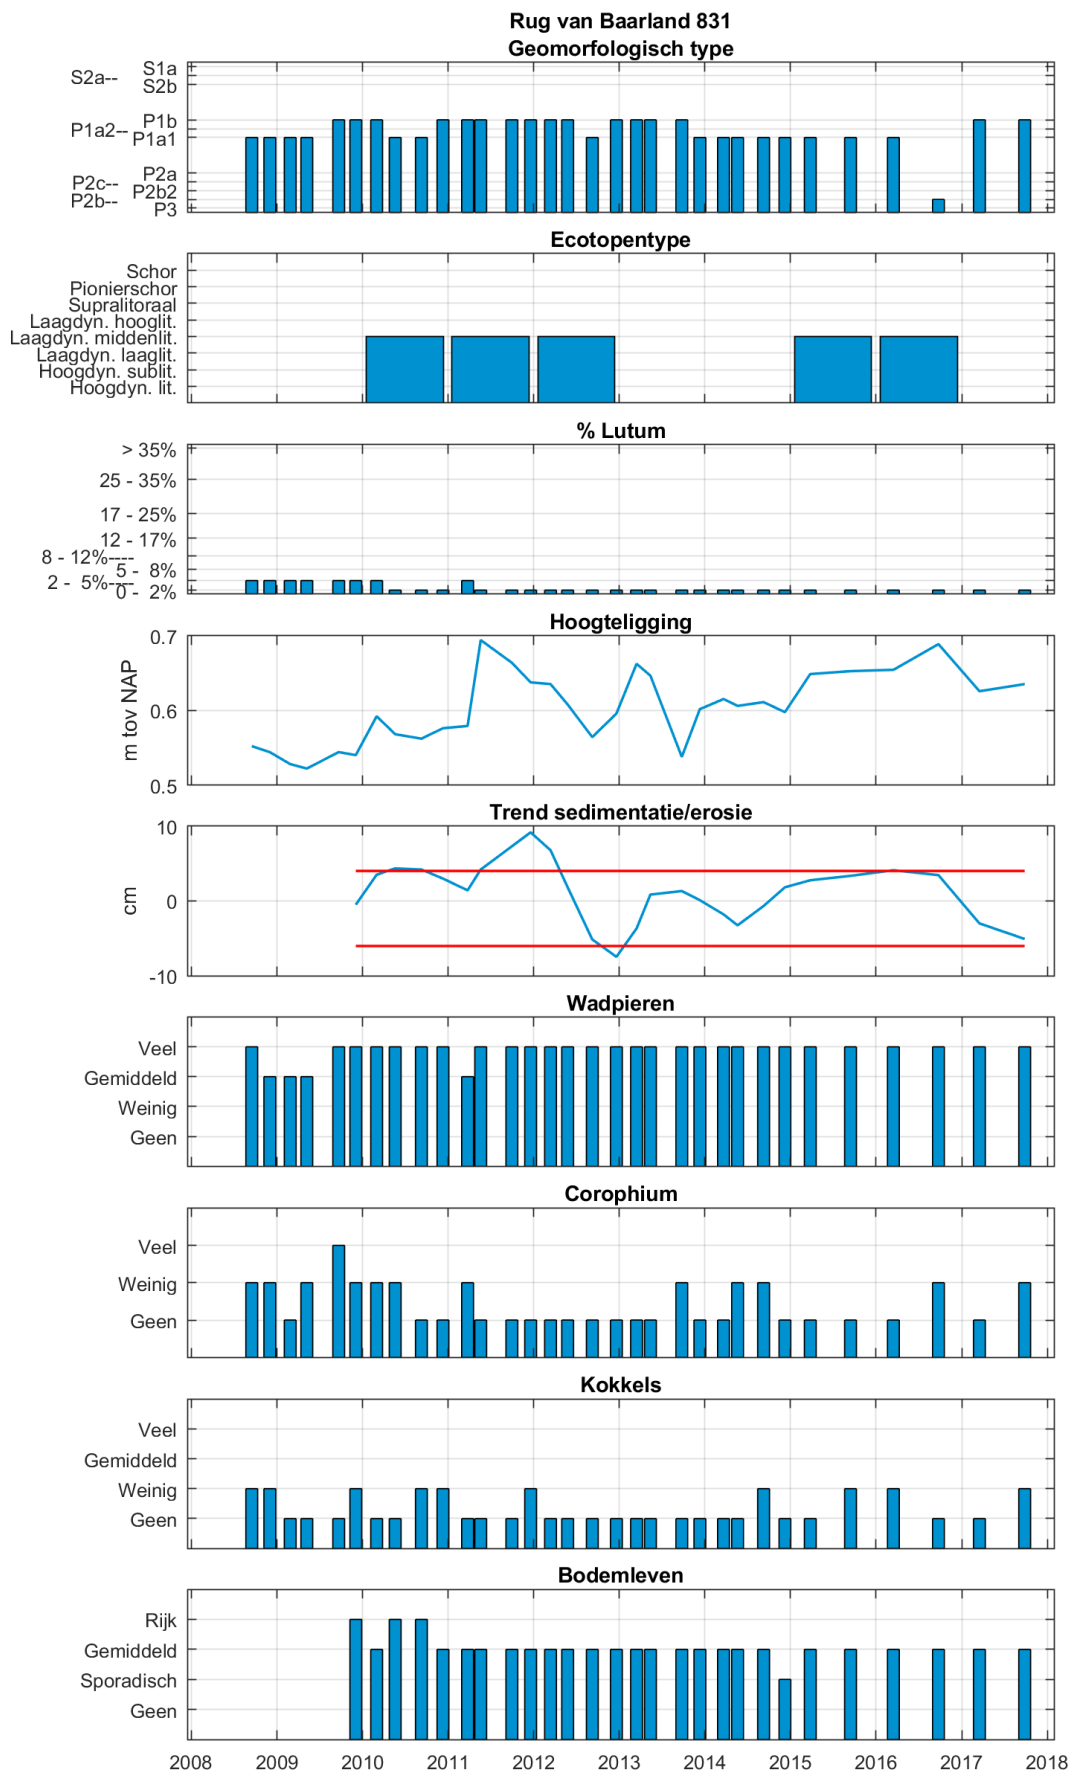 Rug van Baarland 831
Geomorfologisch type
S1a
S2a--
S2b
P1b
P1a2--
P1a1
P2a
P2c--
P2b2
P2b--
P3
Ecotopentype
Schor
Pionierschor
Supralitoraal
Laagdyn. hooglit.
Laagdyn. middenlit.
Laagdyn. laaglit.
Hoogdyn. sublit.
Hoogdyn. lit.
% Lutum
> 35%
25 - 35%
17 - 25%
12 - 17%
8 - 12%----
5 - 8%
2 - 5%----
0 - 2%
Hoogteligging
0.7
0.6
0.5
m tov NAP
Trend sedimentatie/erosie
10
0
-10
cm
Wadpieren
Veel
Gemiddeld
Weinig
Geen
Corophium
Veel
Weinig
Geen
Kokkels
Veel
Gemiddeld
Weinig
Geen
Bodemleven
Rijk
Gemiddeld
Sporadisch
Geen
2008 2009 2010 2011 2012 2013 2014 2015 2016 2017 2018